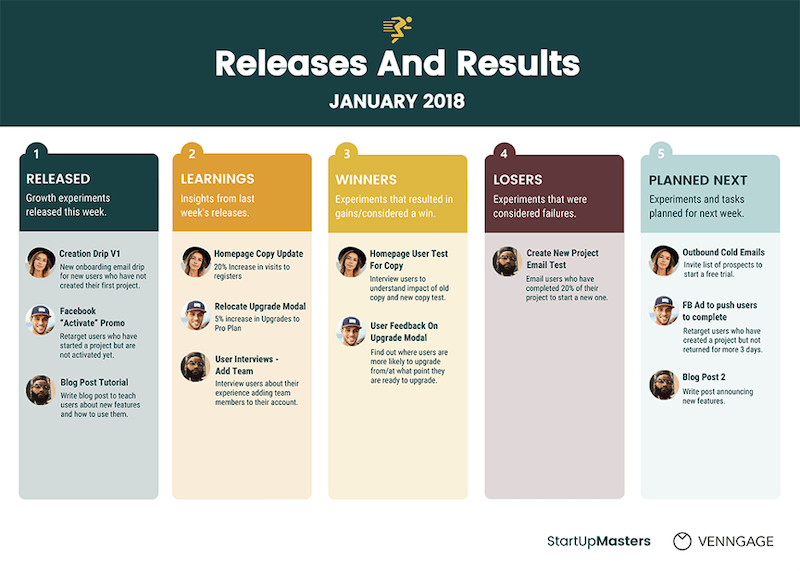 Releases And Results
JANUARY 2018
1
RELEASED
Growth experiments
released this week.
Creation Drip V1
New onboarding email drip
for new users who have not
created their first project.
Facebook
“Activate” Promo
Retarget users who have
started a project but are
not activated yet.
Blog Post Tutorial
Write blog post to teach
users about new features
and how to use them.
2
LEARNINGS
Insights from last
week's releases.
Homepage Copy Update
20% Increase in visits to
registers
Relocate Upgrade Modal
5% increase in Upgrades to
Pro Plan
User Interviews -
Add Team
Interview users about their
experience adding team
members to their account.
3
WINNERS
Experiments that resulted in
gains/considered a win.
Homepage User Test
For Copy
Interview users to
understand impact of old
copy and new copy test.
User Feedback On
Upgrade Modal
Find out where users are
more likely to upgrade
from/at what point they
are ready to upgrade.
4
LOSERS
Experiments that were
considered failures.
Create New Project
Email Test
Email users who have
completed 20% of their
project to start a new one.
5
PLANNED NEXT
Experiments and tasks
planned for next week.
Outbound Cold Emails
Invite list of prospects to
start a free trial.
FB Ad to push users
to complete
Retarget users who have
created a project but not
returned for more 3 days.
Blog Post 2
Write post announcing
new features.
StartUpMasters
VENNGAGE